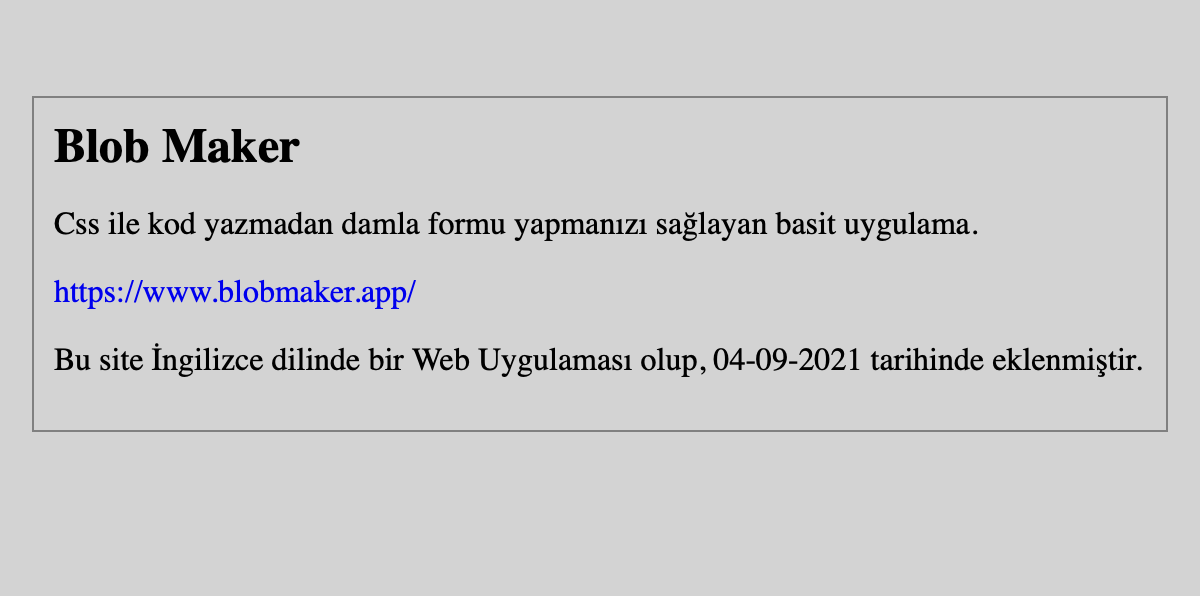 Blob Maker
Css ile kod yazmadan damla formu yapmanızı sağlayan basit uygulama.
https://www.blobmaker.app/
Bu site İngilizce dilinde bir Web Uygulaması olup, 04-09-2021 tarihinde eklenmiştir.